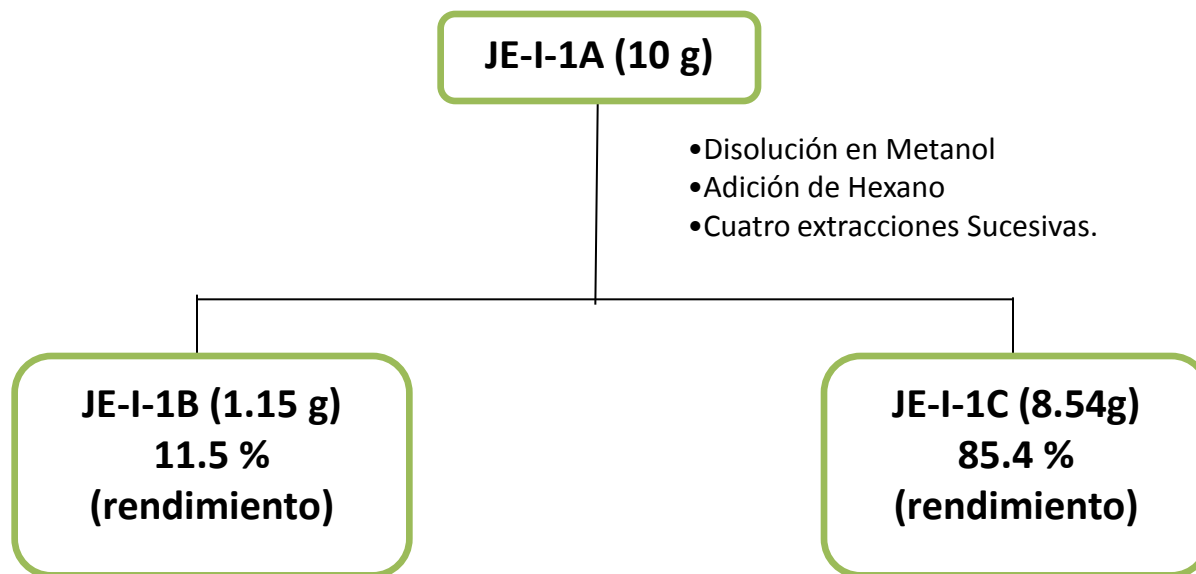 JE-I-1A (10 g)
•Disolución en Metanol
•Adición de Hexano
•Cuatro extracciones Sucesivas.
JE-I-1B (1.15 g)
11.5 %
(rendimiento)
JE-I-1C (8.54g)
85.4 %
(rendimiento)